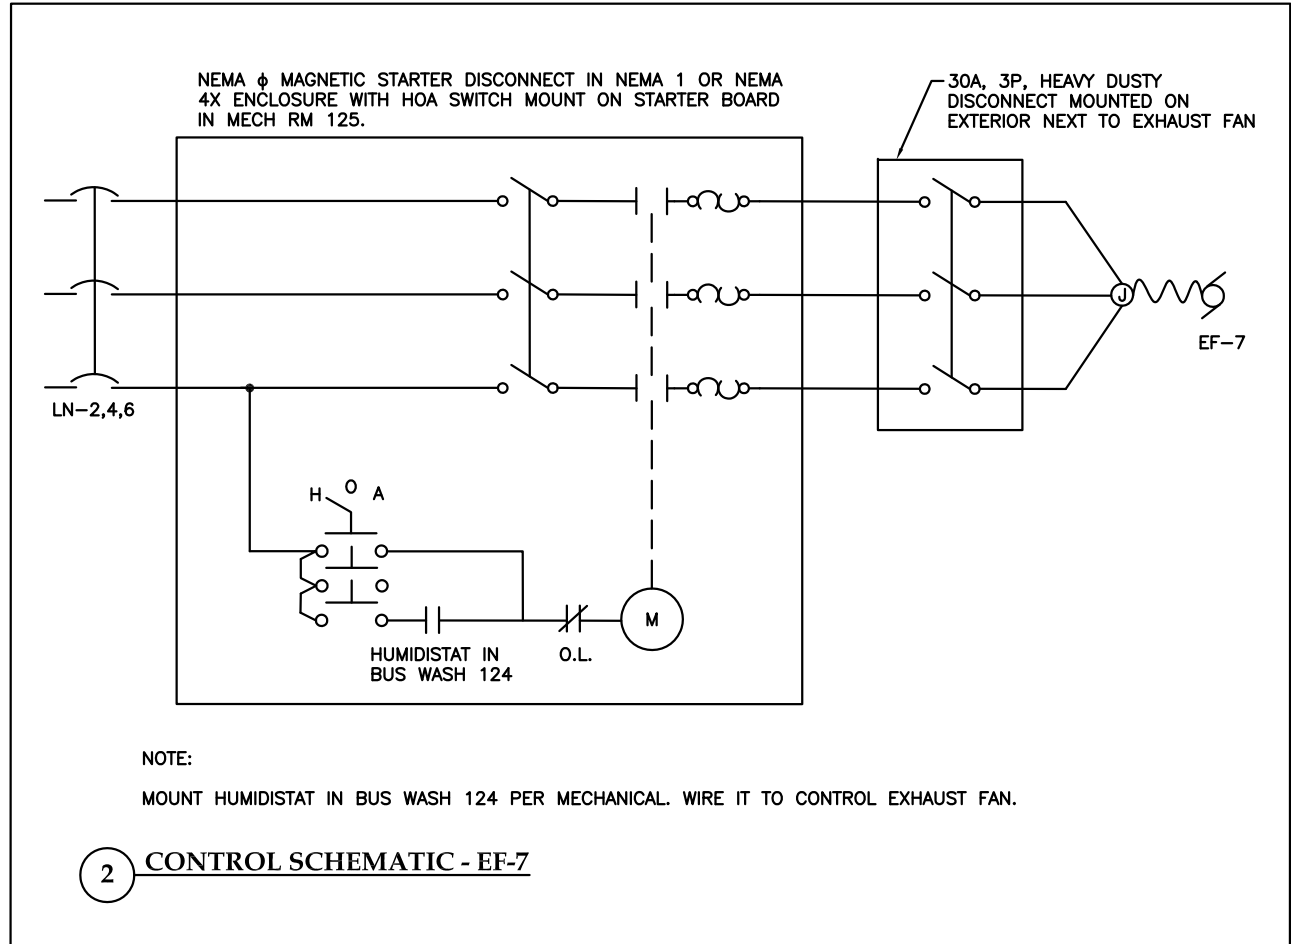 NEMA ϕ MAGNETIC STARTER DISCONNECT IN NEMA 1 OR NEMA
4X ENCLOSURE WITH HOA SWITCH MOUNT ON STARTER BOARD
IN MECH RM 125.
30A, 3P, HEAVY DUSTY
DISCONNECT MOUNTED ON
EXTERIOR NEXT TO EXHAUST FAN
J
EF-7
LN-2,4,6
H O A
M
HUMIDISTAT IN
BUS WASH 124
O.L.
NOTE:
MOUNT HUMIDISTAT IN BUS WASH 124 PER MECHANICAL. WIRE IT TO CONTROL EXHAUST FAN.
2 CONTROL SCHEMATIC - EF-7